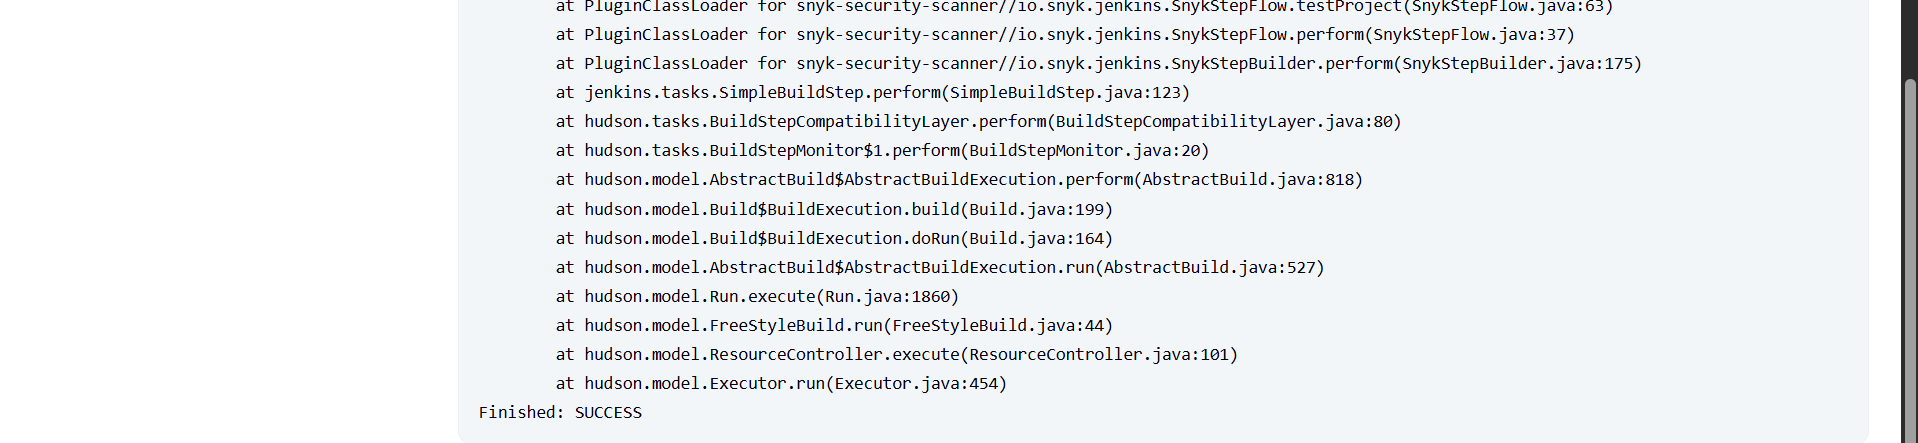 at PluginClassLoader for snyk-security-scanner//io.snyk.jenkins.SnykStepFlow.testProject(SnykStepFlow.java:63)
at PluginClassLoader for snyk-security-scanner//io.snyk.jenkins.SnykStepFlow.perform(SnykStepFlow.java:37)
at PluginClassLoader for snyk-security-scanner//io.snyk.jenkins.SnykStepBuilder.perform(SnykStepBuilder.java:175)
at jenkins.tasks.SimpleBuildStep.perform(SimpleBuildStep.java:123)
at hudson.tasks.BuildStepCompatibilityLayer.perform(BuildStepCompatibilityLayer.java:80)
at hudson.tasks.BuildStepMonitor$1.perform(BuildStepMonitor.java:20)
at hudson.model.AbstractBuild$AbstractBuildExecution.perform(AbstractBuild.java:818)
at hudson.model.Build$BuildExecution.build(Build.java:199)
at hudson.model.Build$BuildExecution.doRun(Build.java:164)
at hudson.model.AbstractBuild$AbstractBuildExecution.run(AbstractBuild.java:527)
at hudson.model.Run.execute(Run.java:1860)
at hudson.model.FreeStyleBuild.run(FreeStyleBuild.java:44)
at hudson.model.ResourceController.execute(ResourceController.java:101)
at hudson.model.Executor.run(Executor.java:454)
Finished: SUCCESS